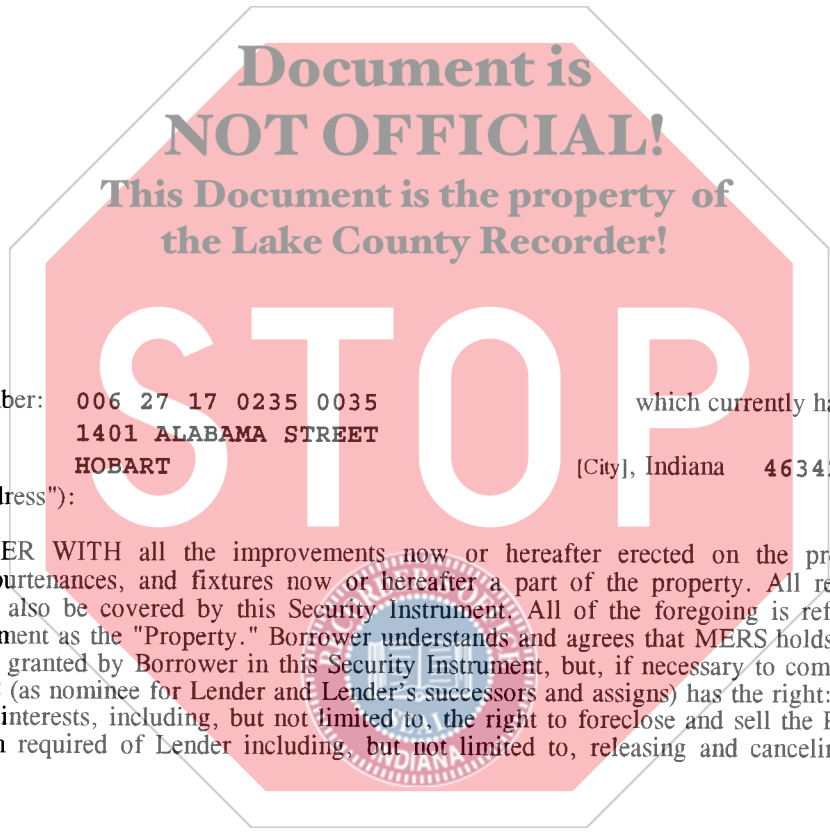 Document is
NOT OFFICIAL!
This Document is the property of
the Lake County Recorder!
STOP
ber: 006 27 17 0235 0035 which currently ha
1401 ALABAMA STREET
HOBART [City], Indiana 4634
dress"):
ER WITH all the improvements now or hereafter erected on the pr
urtenances, and fixtures now or hereafter a part of the property. All re
also be covered by this Security Instrument. All of the foregoing is ref
ment as the "Property." Borrower understands and agrees that MERS holds
granted by Borrower in this Security Instrument, but, if necessary to com
(as nominee for Lender and Lender's successors and assigns) has the right:
interests, including, but not limited to, the right to foreclose and sell the
required of Lender including, but not limited to, releasing and cancelin
SEAL
INDIANA